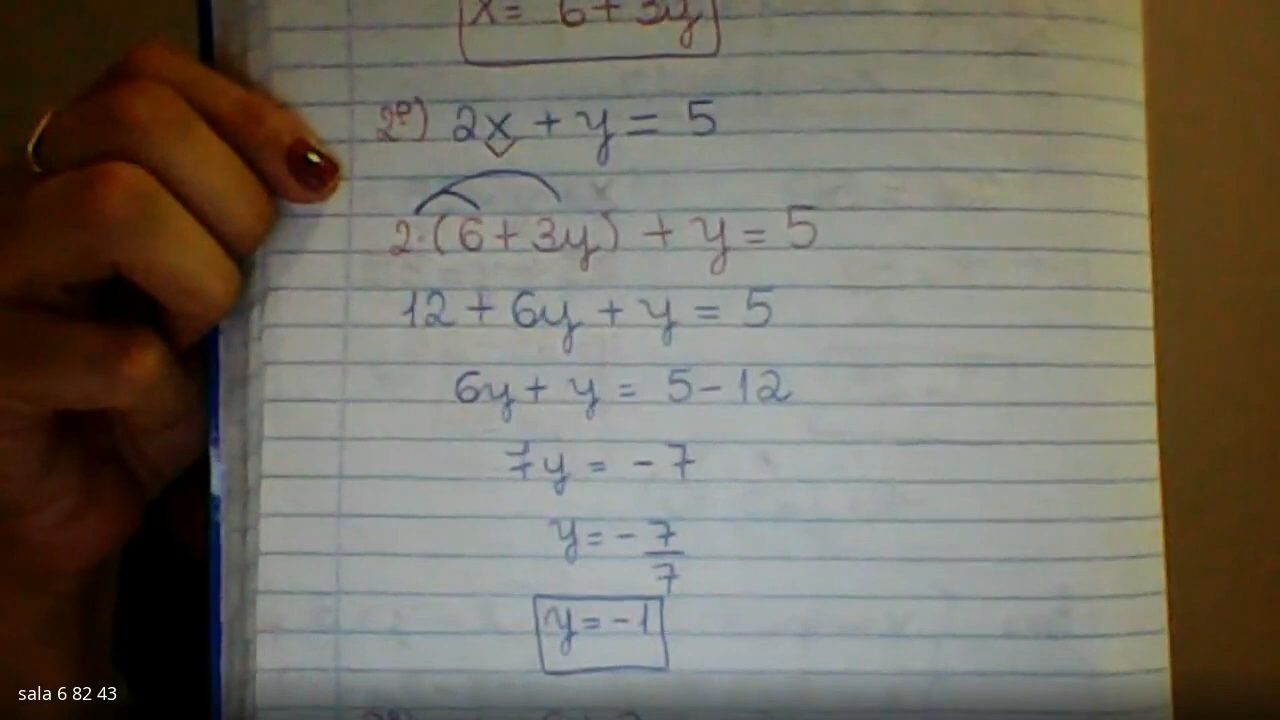 x = 6 + 3y
2º) 2x + y = 5
2·(6 + 3y) + y = 5
12 + 6y + y = 5
6y + y = 5 - 12
7y = - 7
y = - 7/7
y = - 1
sala 6 82 43